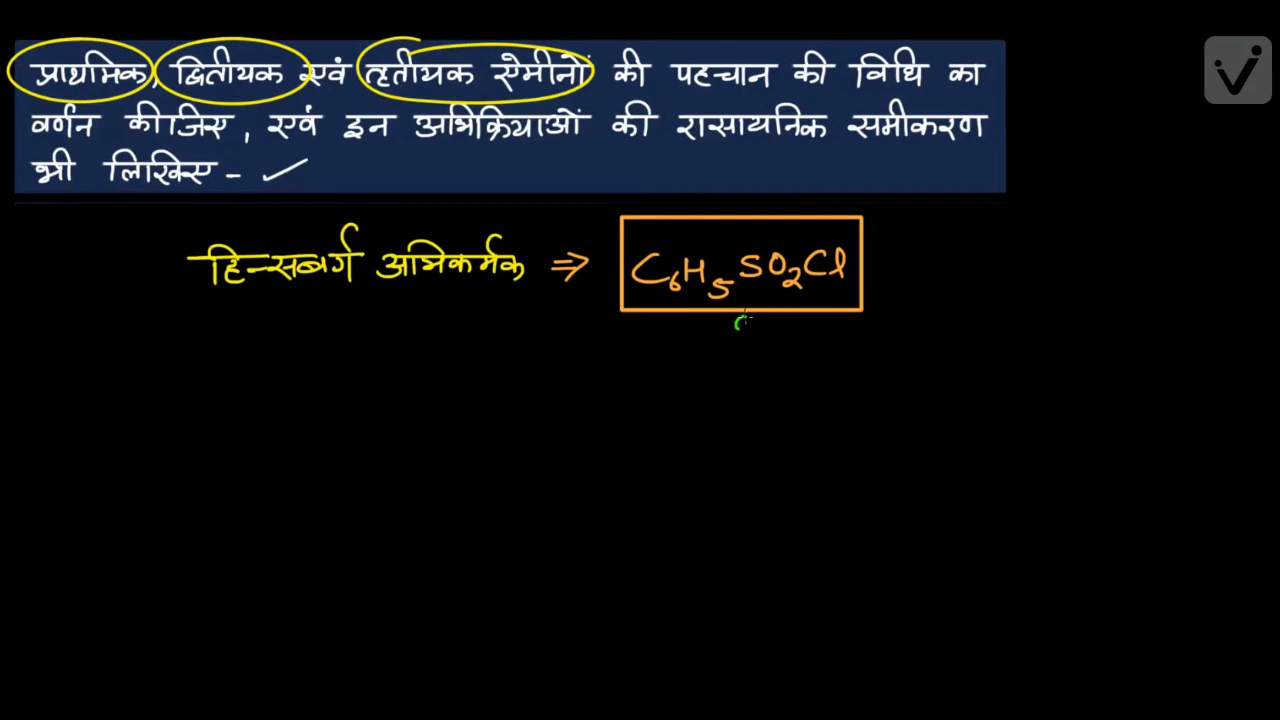 प्राथमिक, द्वितीयक एवं तृतीयक ऐमीनों की पहचान की विधि का
वर्णन कीजिए, एवं इन अभिक्रियाओं की रासायनिक समीकरण
भी लिखिए -
हिन्सबर्ग अभिकर्मक ⇒ C₆H₅SO₂Cl